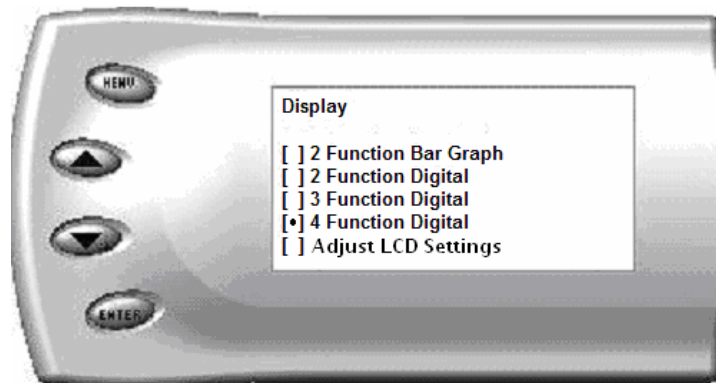 MENU
Display
[ ] 2 Function Bar Graph
[ ] 2 Function Digital
[ ] 3 Function Digital
[•] 4 Function Digital
[ ] Adjust LCD Settings
ENTER